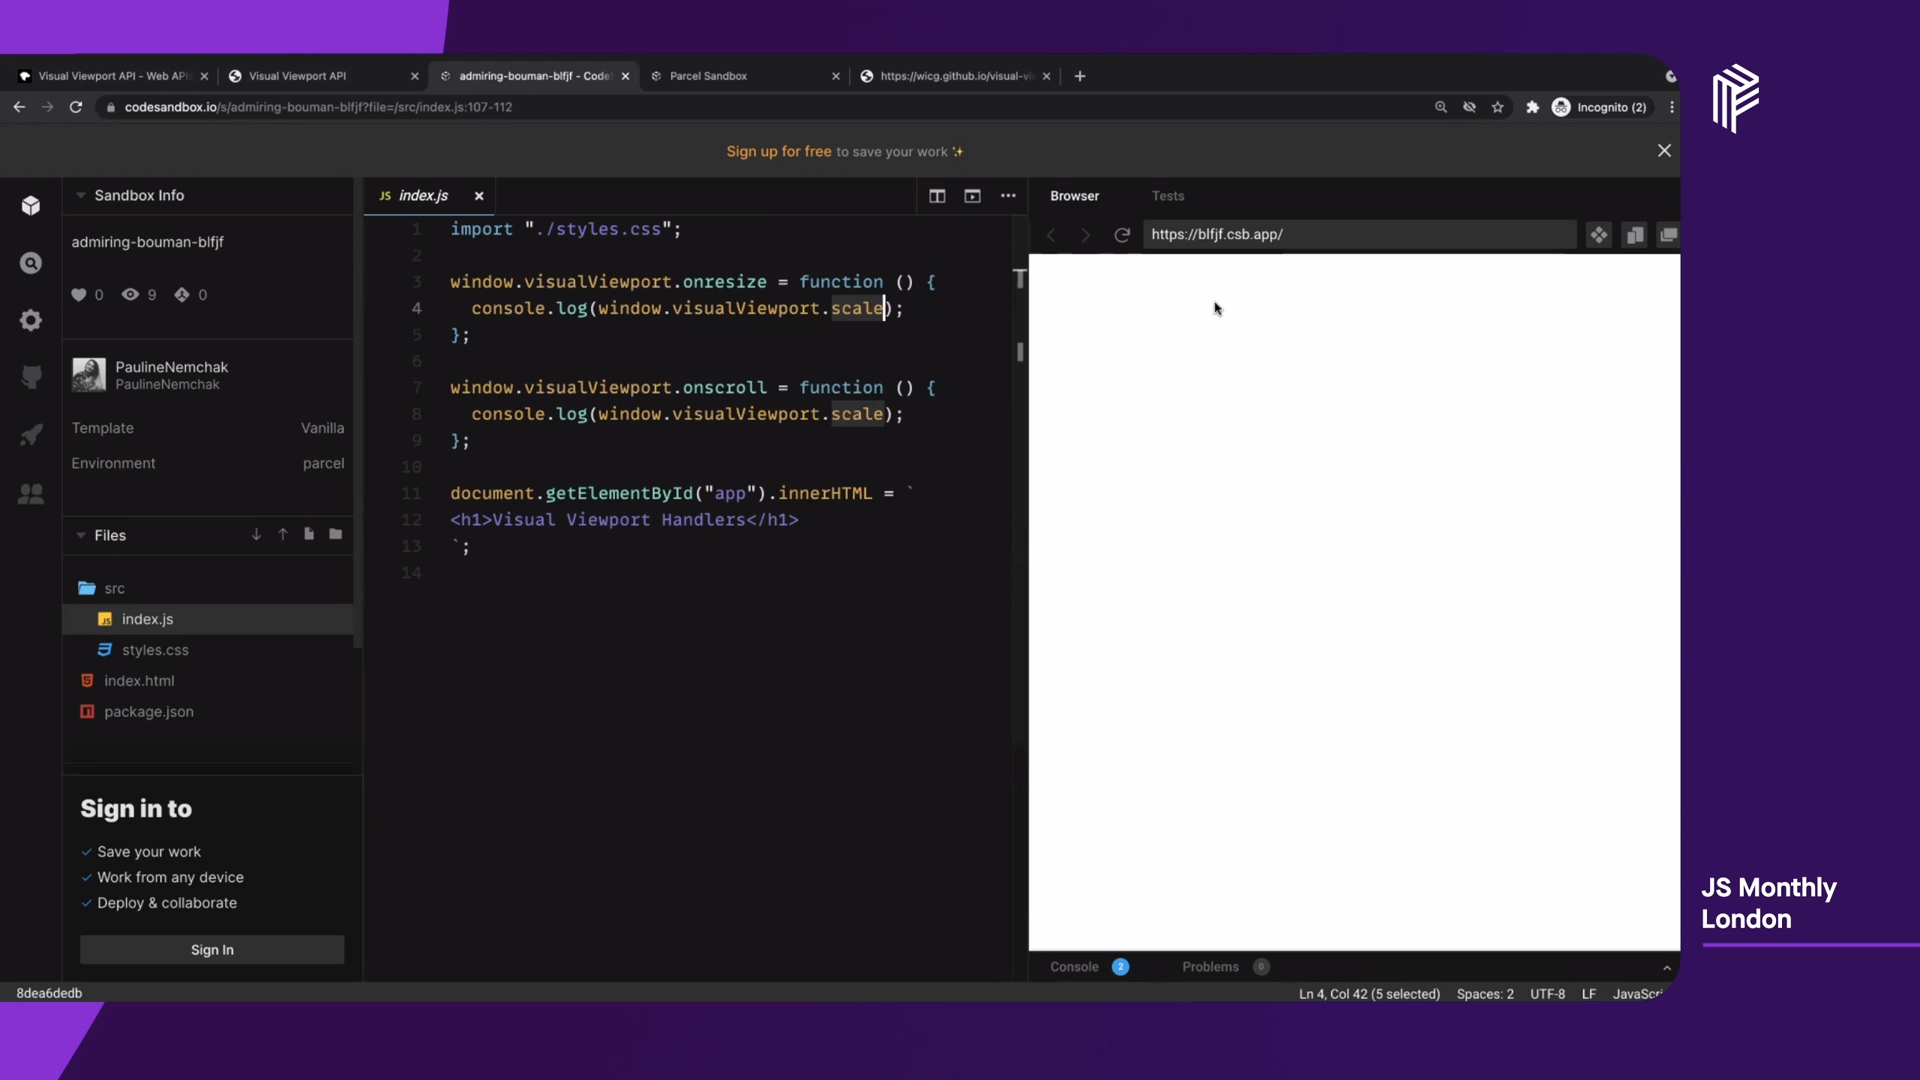 Visual Viewport API - Web API
Visual Viewport API
admiring-bouman-blfjf - Code
Parcel Sandbox
https://wicg.github.io/visual-vi
codesandbox.io/s/admiring-bouman-blfjf?file=/src/index.js:107-112
Incognito (2)
Sign up for free to save your work ✨
Sandbox Info
admiring-bouman-blfjf
0 9 0
PaulineNemchak
PaulineNemchak
Template Vanilla
Environment parcel
Files
src
JS index.js
styles.css
index.html
package.json
Sign in to
Save your work
Work from any device
Deploy & collaborate
Sign In
8dea6dedb
JS index.js
1 import "./styles.css";
2
3 window.visualViewport.onresize = function () {
4 console.log(window.visualViewport.scale);
5 };
6
7 window.visualViewport.onscroll = function () {
8 console.log(window.visualViewport.scale);
9 };
10
11 document.getElementById("app").innerHTML = `
12 <h1>Visual Viewport Handlers</h1>
13 `;
14
Browser Tests
https://blfjf.csb.app/
Console 2 Problems 0
Ln 4, Col 42 (5 selected) Spaces: 2 UTF-8 LF JavaScri
JS Monthly
London